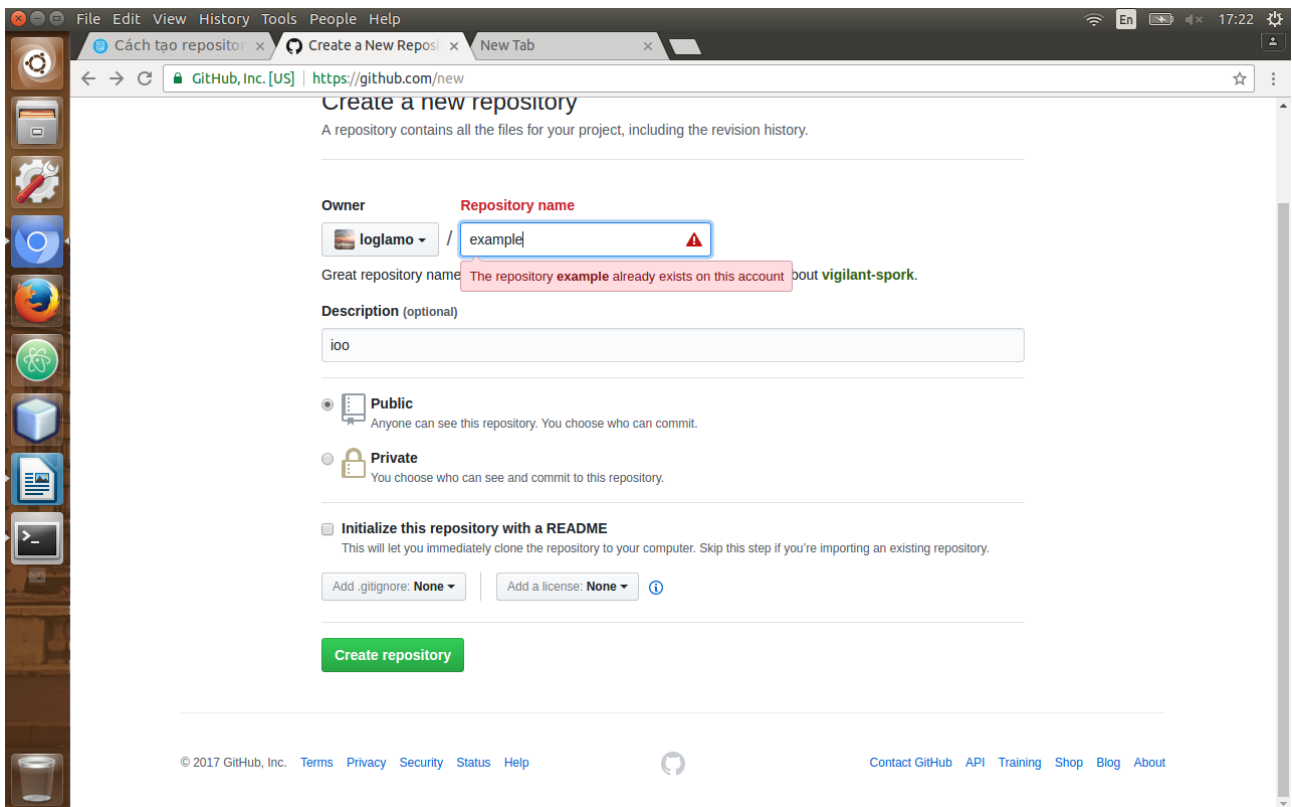 File Edit View History Tools People Help
En
17:22
Cách tạo repositor
Create a New Reposi
New Tab
GitHub, Inc. [US] https://github.com/new
Create a new repository
A repository contains all the files for your project, including the revision history.
Owner
Repository name
loglamo / example
Great repository name
The repository example already exists on this account
bout vigilant-spork.
Description (optional)
ioo
Public
Anyone can see this repository. You choose who can commit.
Private
You choose who can see and commit to this repository.
Initialize this repository with a README
This will let you immediately clone the repository to your computer. Skip this step if you're importing an existing repository.
Add .gitignore: None
Add a license: None
Create repository
© 2017 GitHub, Inc. Terms Privacy Security Status Help
Contact GitHub API Training Shop Blog About